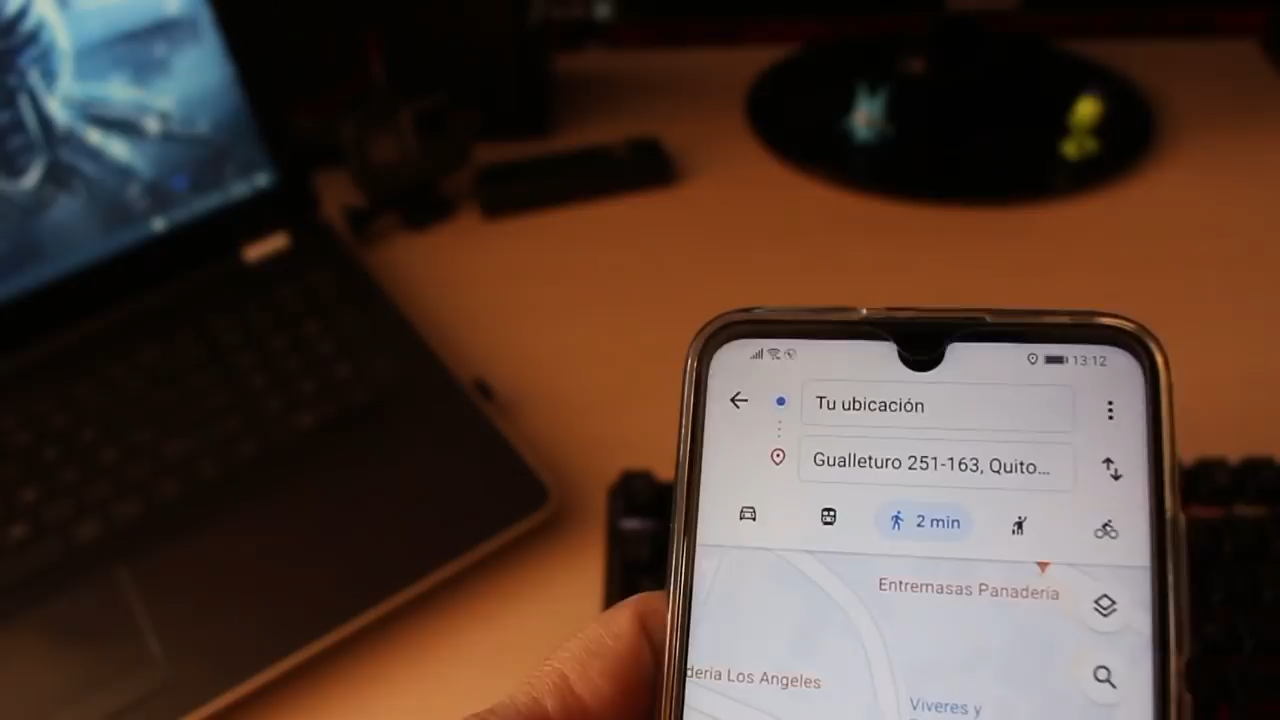 13:12
Tu ubicación
Gualleturo 251-163, Quito...
2 min
Entremasas Panadería
dería Los Angeles
Viveres y